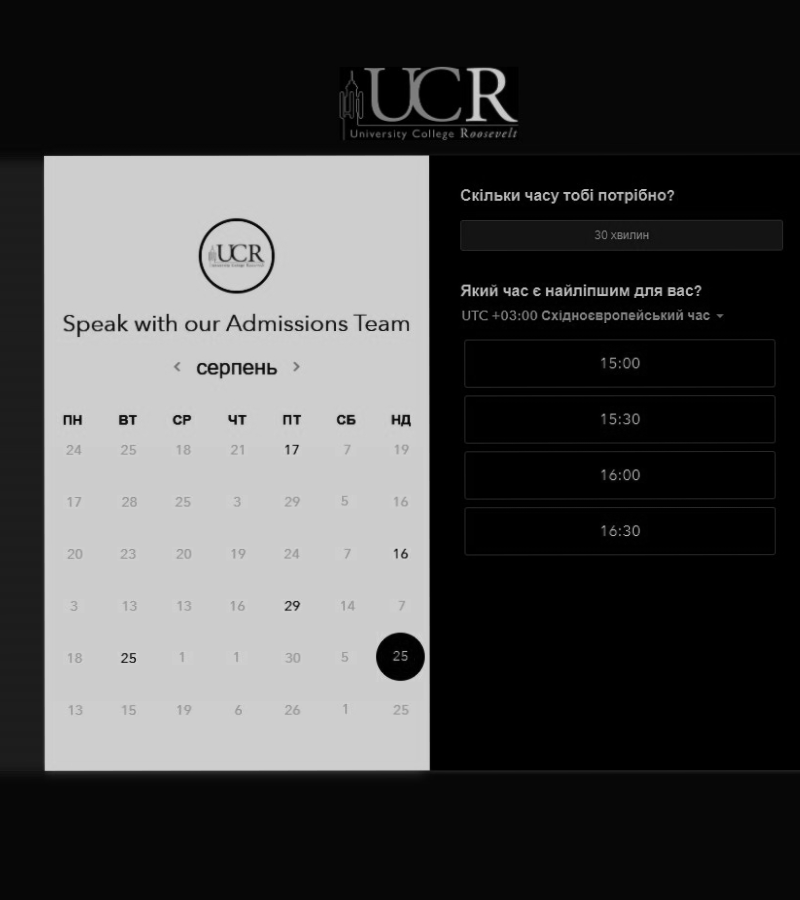 UCR
University College Roosevelt
UCR
University College Roosevelt
Speak with our Admissions Team
серпень
ПН ВТ СР ЧТ ПТ СБ НД
24 25 18 21 17 7 19
17 28 25 3 29 5 16
20 23 20 19 24 7 16
3 13 13 16 29 14 7
18 25 1 1 30 5 25
13 15 19 6 26 1 25
Скільки часу тобі потрібно?
30 хвилин
Який час є найліпшим для вас?
UTC +03:00 Східноєвропейський час
15:00
15:30
16:00
16:30